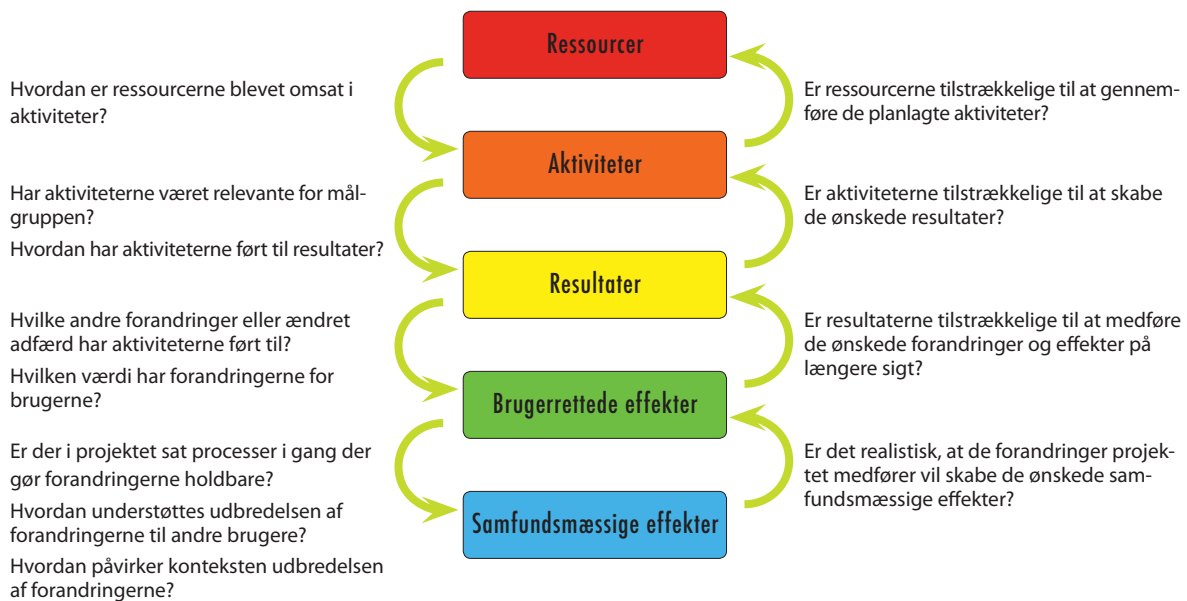 Ressourcer
Hvordan er ressourcerne blevet omsat i
aktiviteter?
Er ressourcerne tilstrækkelige til at gennem-
føre de planlagte aktiviteter?
Aktiviteter
Har aktiviteterne været relevante for mål-
gruppen?
Hvordan har aktiviteterne ført til resultater?
Er aktiviteterne tilstrækkelige til at skabe
de ønskede resultater?
Resultater
Hvilke andre forandringer eller ændret
adfærd har aktiviteterne ført til?
Hvilken værdi har forandringerne for
brugerne?
Er resultaterne tilstrækkelige til at medføre
de ønskede forandringer og effekter på
længere sigt?
Brugerrettede effekter
Er der i projektet sat processer i gang der
gør forandringerne holdbare?
Hvordan understøttes udbredelsen af
forandringerne til andre brugere?
Hvordan påvirker konteksten udbredelsen
af forandringerne?
Er det realistisk, at de forandringer projek-
tet medfører vil skabe de ønskede sam-
fundsmæssige effekter?
Samfundsmæssige effekter